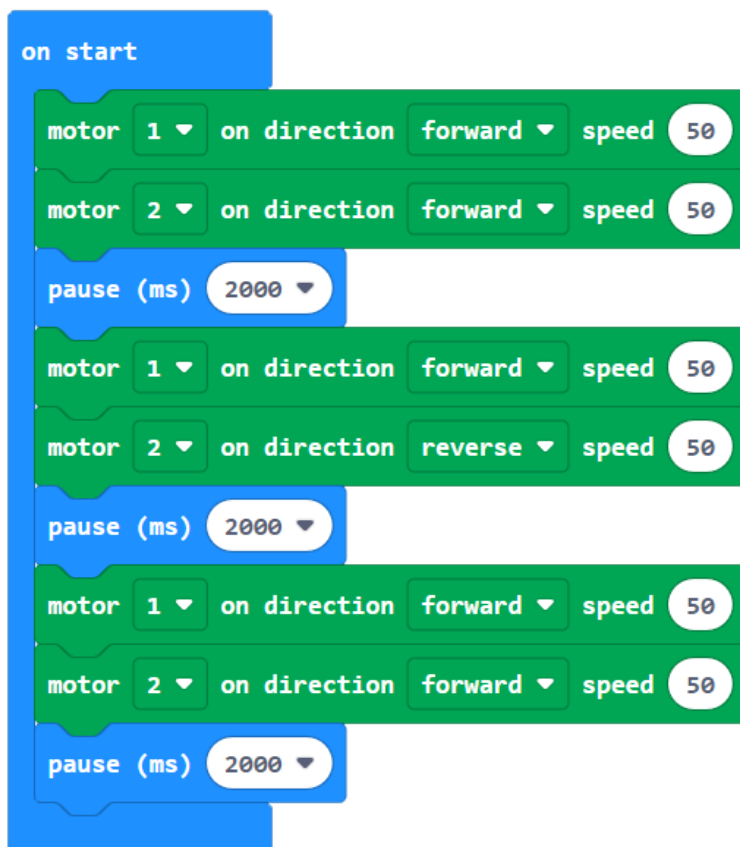 on start
motor 1 on direction forward speed 50
motor 2 on direction forward speed 50
pause (ms) 2000
motor 1 on direction forward speed 50
motor 2 on direction reverse speed 50
pause (ms) 2000
motor 1 on direction forward speed 50
motor 2 on direction forward speed 50
pause (ms) 2000